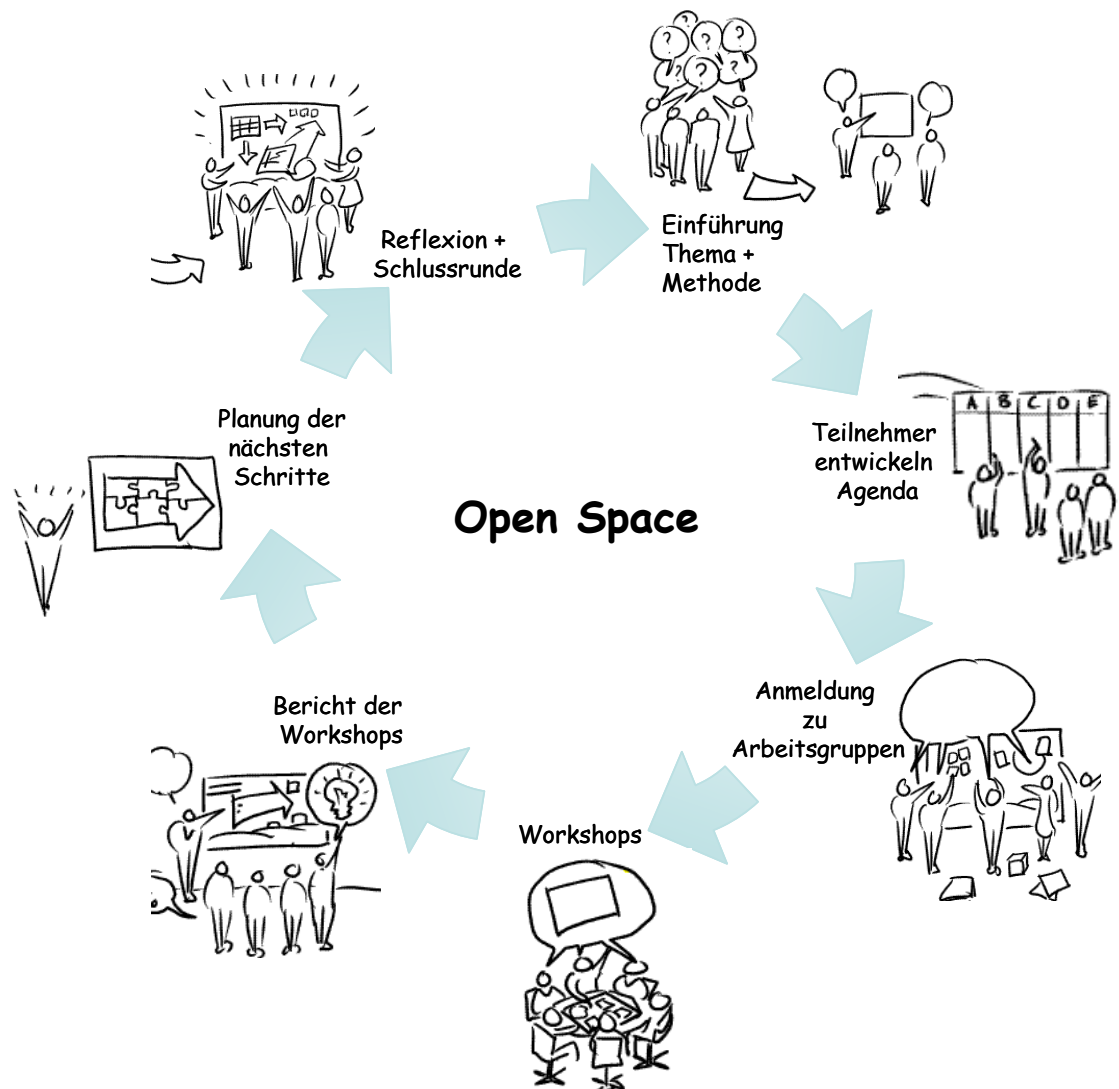 Open Space
Einführung
Thema +
Methode
Teilnehmer
entwickeln
Agenda
A B C D E
Anmeldung
zu
Arbeitsgruppen
Workshops
Bericht der
Workshops
Planung der
nächsten
Schritte
Reflexion +
Schlussrunde
? ? ? ? ? ?